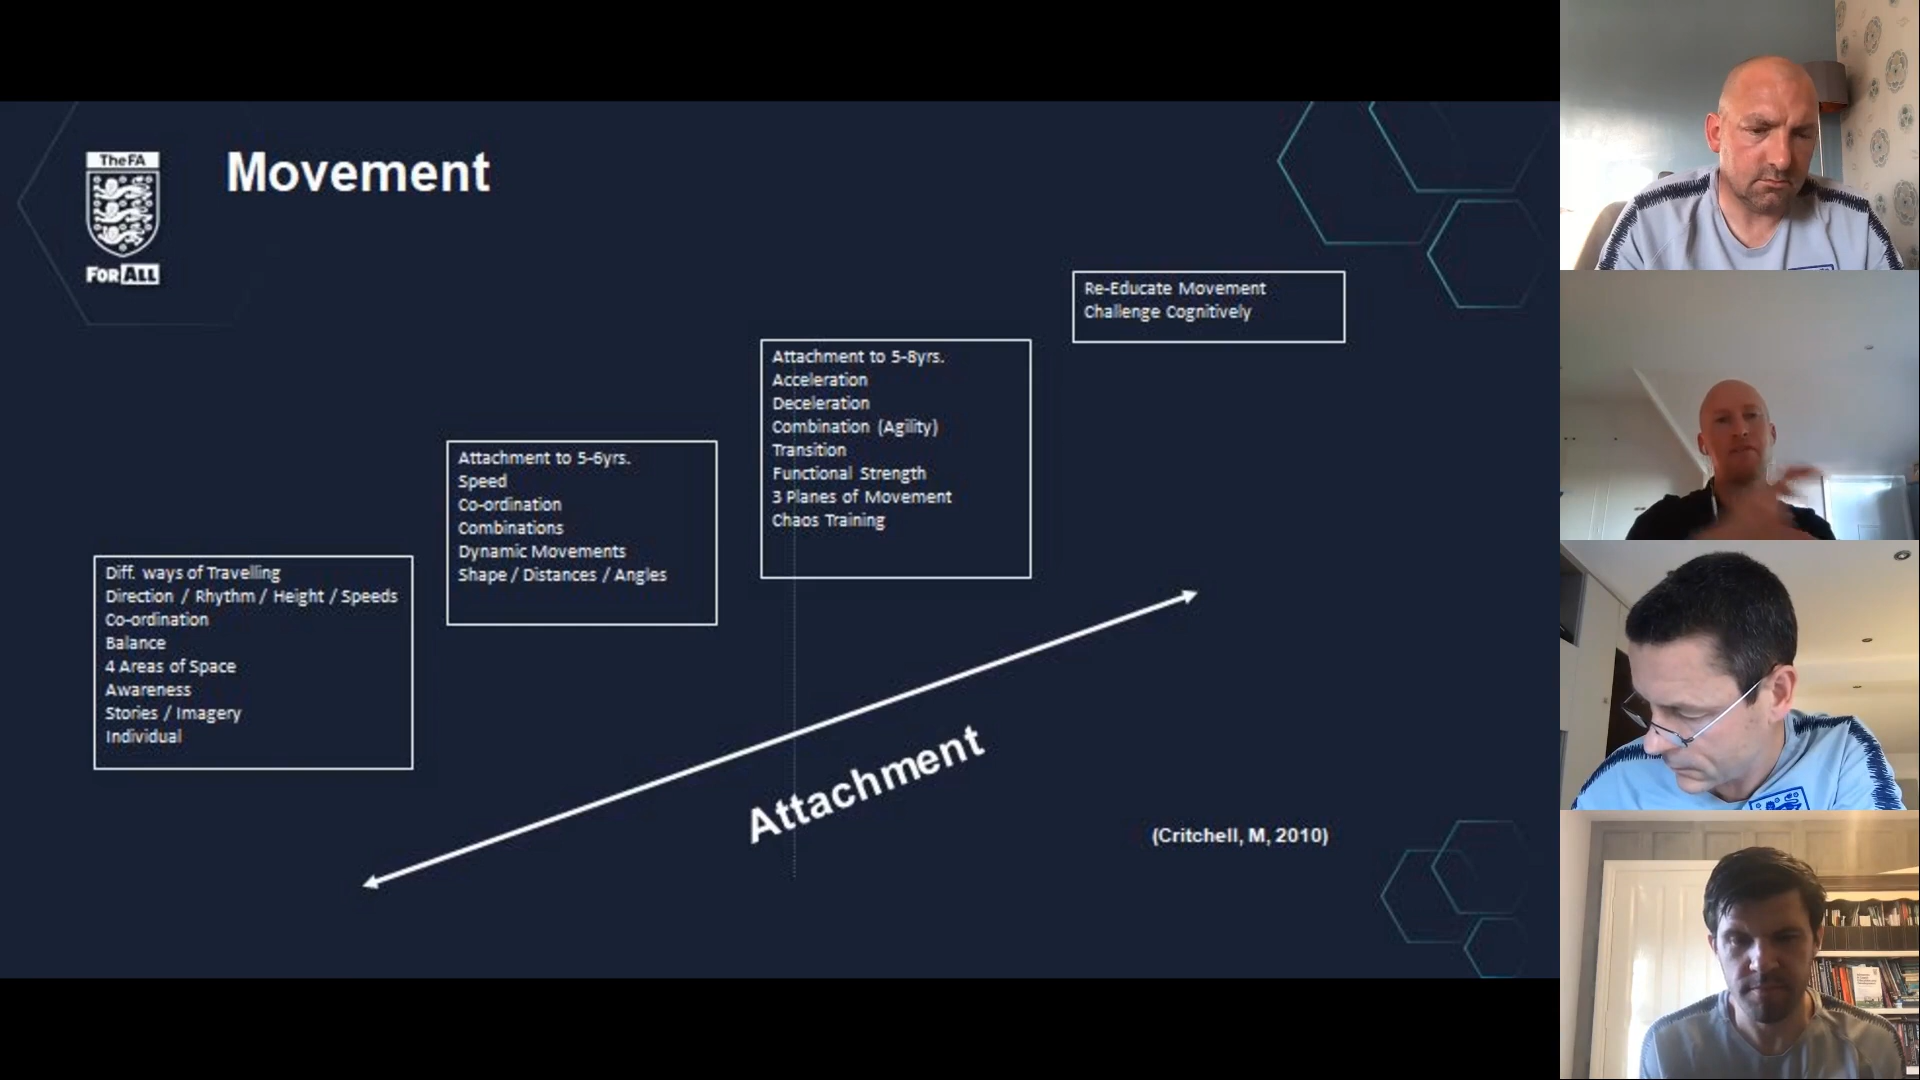 TheFA
FORALL
Movement
Re-Educate Movement
Challenge Cognitively
Attachment to 5-8yrs.
Acceleration
Deceleration
Combination (Agility)
Transition
Functional Strength
3 Planes of Movement
Chaos Training
Attachment to 5-6yrs.
Speed
Co-ordination
Combinations
Dynamic Movements
Shape / Distances / Angles
Diff. ways of Travelling
Direction / Rhythm / Height / Speeds
Co-ordination
Balance
4 Areas of Space
Awareness
Stories / Imagery
Individual
Attachment
(Critchell, M, 2010)